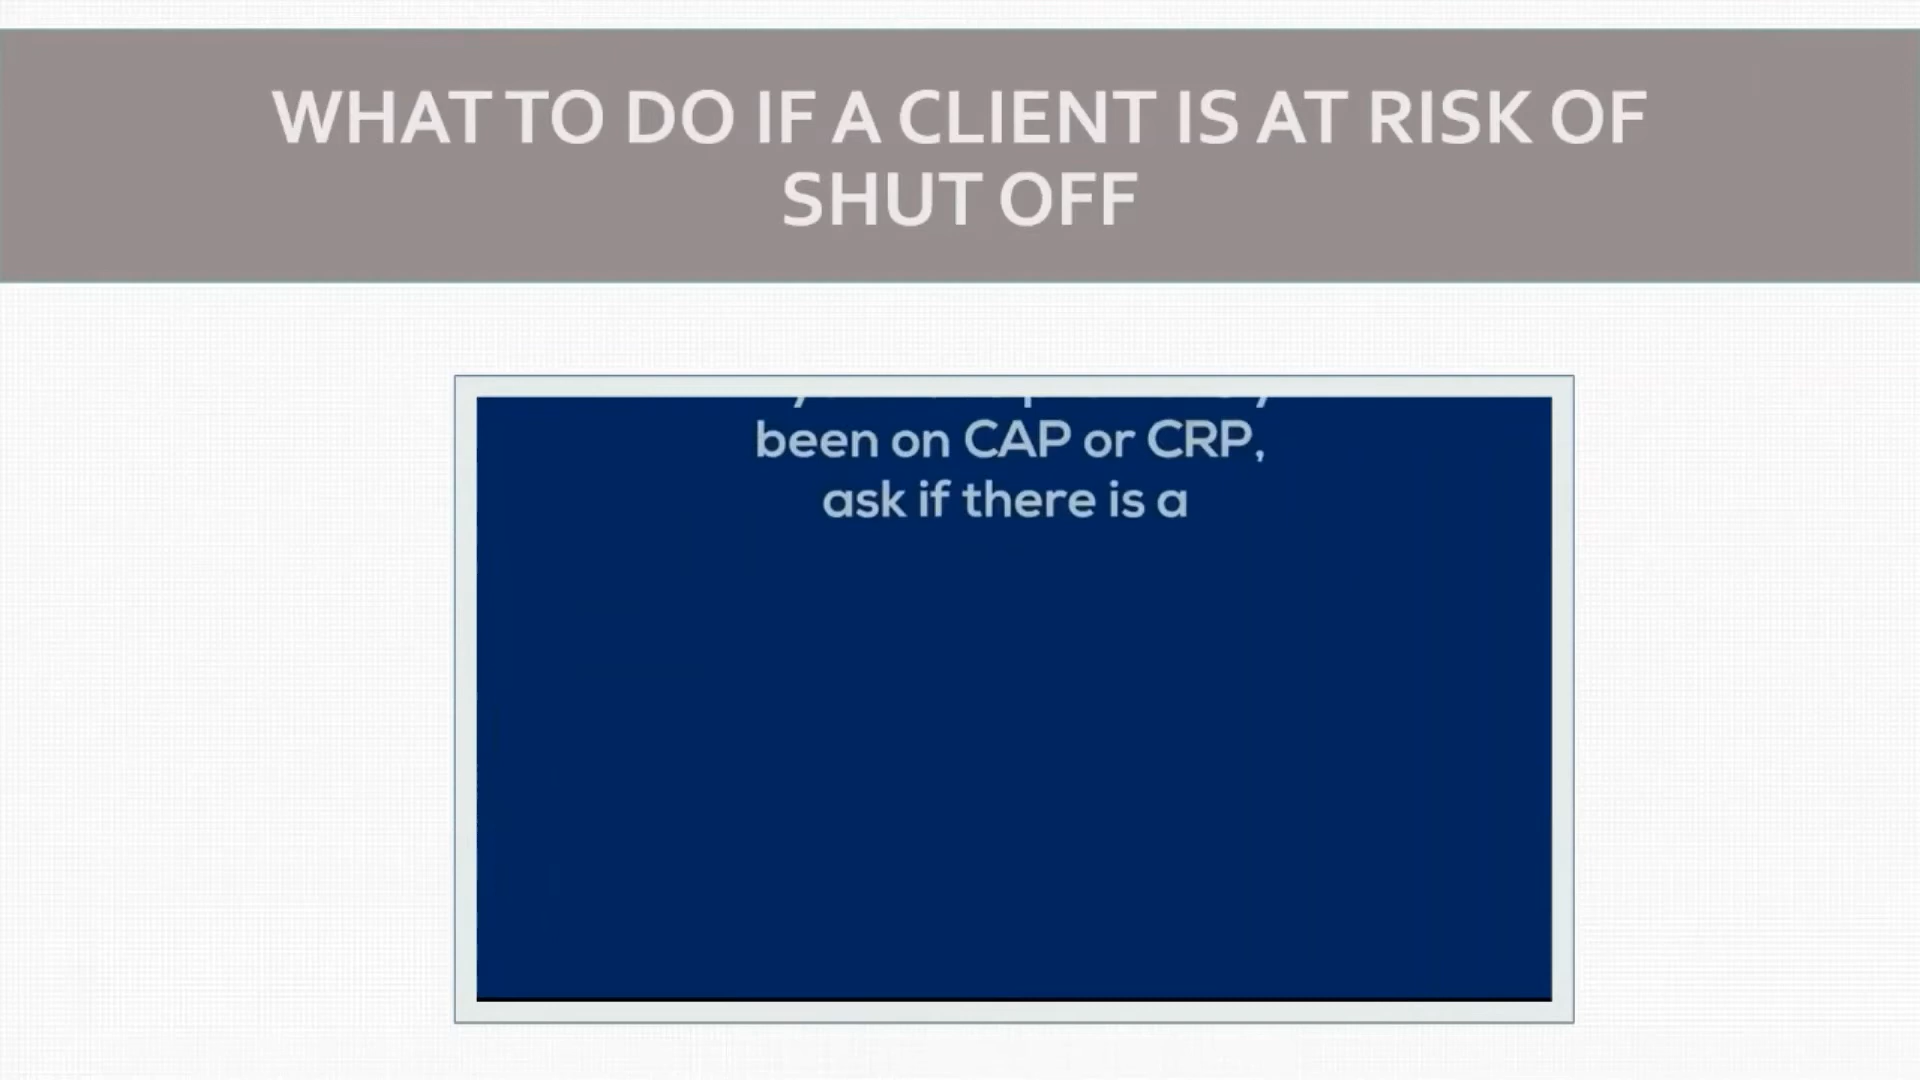 WHAT TO DO IF A CLIENT IS AT RISK OF
SHUT OFF
been on CAP or CRP,
ask if there is a